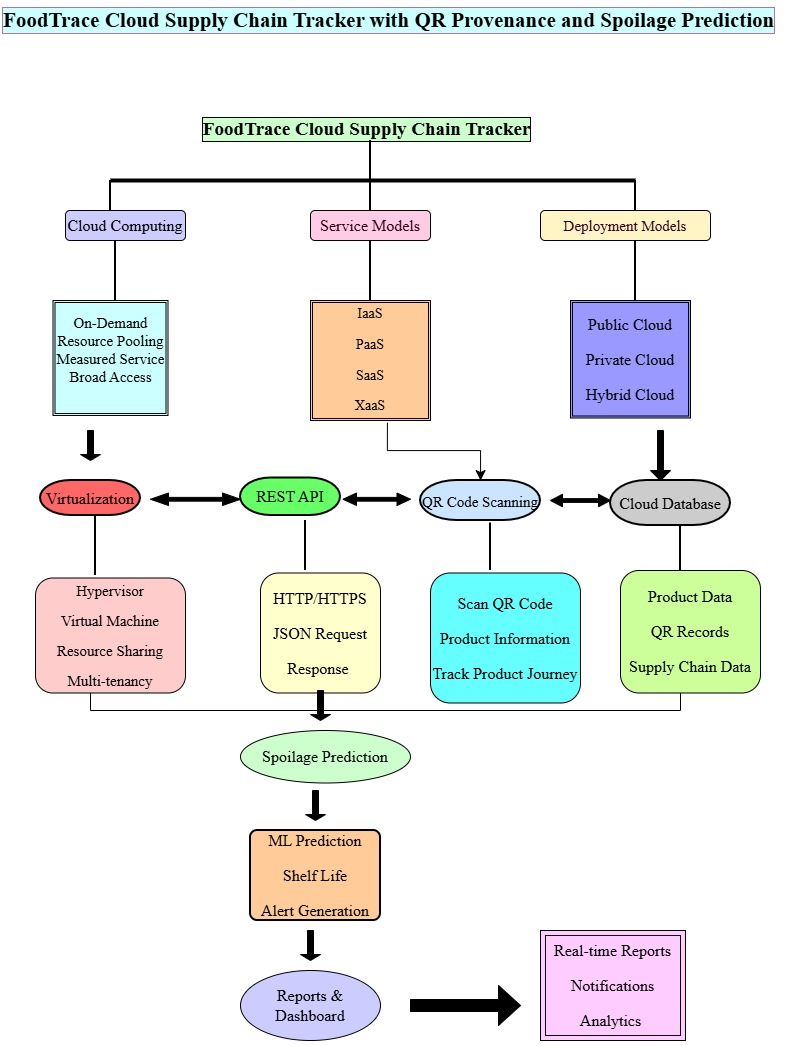 FoodTrace Cloud Supply Chain Tracker with QR Provenance and Spoilage Prediction
FoodTrace Cloud Supply Chain Tracker
Cloud Computing
Service Models
Deployment Models
On-Demand
Resource Pooling
Measured Service
Broad Access
IaaS
PaaS
SaaS
XaaS
Public Cloud
Private Cloud
Hybrid Cloud
Virtualization
REST API
QR Code Scanning
Cloud Database
Hypervisor
Virtual Machine
Resource Sharing
Multi-tenancy
HTTP/HTTPS
JSON Request
Response
Scan QR Code
Product Information
Track Product Journey
Product Data
QR Records
Supply Chain Data
Spoilage Prediction
ML Prediction
Shelf Life
Alert Generation
Reports &
Dashboard
Real-time Reports
Notifications
Analytics